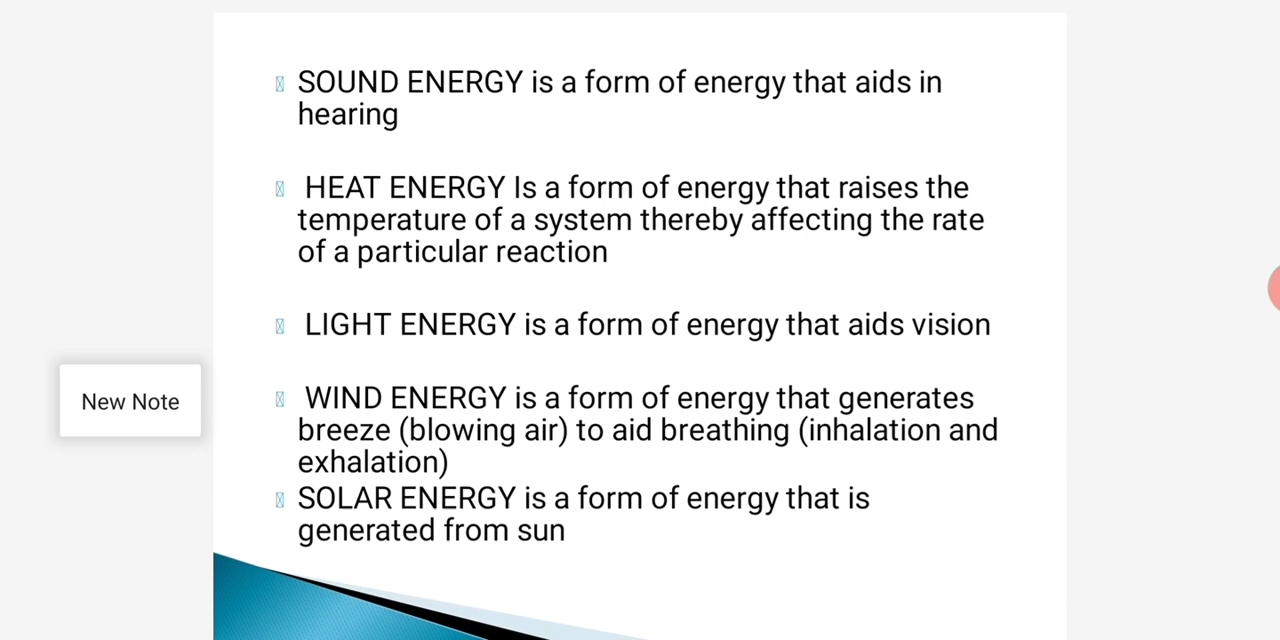 SOUND ENERGY is a form of energy that aids in
hearing
HEAT ENERGY Is a form of energy that raises the
temperature of a system thereby affecting the rate
of a particular reaction
LIGHT ENERGY is a form of energy that aids vision
New Note
WIND ENERGY is a form of energy that generates
breeze (blowing air) to aid breathing (inhalation and
exhalation)
SOLAR ENERGY is a form of energy that is
generated from sun